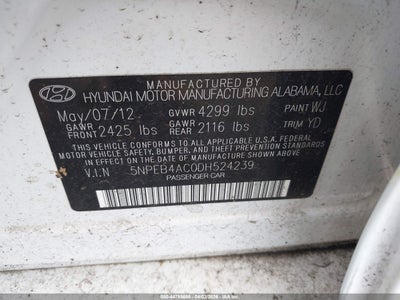 MANUFACTURED BY
HYUNDAI MOTOR MANUFACTURING ALABAMA, LLC
May/07/12 GVWR 4299 lbs PAINT WJ
GAWR FRONT 2425 lbs GAWR REAR 2116 lbs TRIM YD
THIS VEHICLE CONFORMS TO ALL APPLICABLE U.S.A. FEDERAL
MOTOR VEHICLE SAFETY, BUMPER, AND THEFT PREVENTION
STANDARDS IN EFFECT ON THE DATE OF MANUFACTURE SHOWN ABOVE.
V.I.N 5NPEB4AC0DH524239
PASSENGER CAR